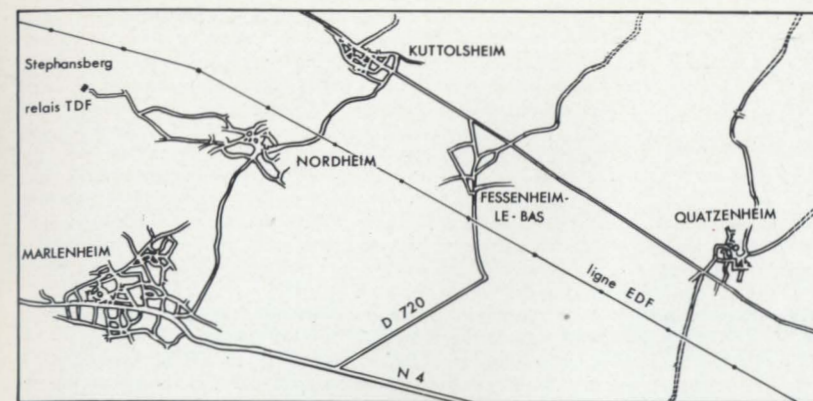 Stephansberg
relais TDF
KUTTOLSHEIM
NORDHEIM
FESSENHEIM-
LE-BAS
QUATZENHEIM
MARLENHEIM
ligne EDF
D 720
N 4